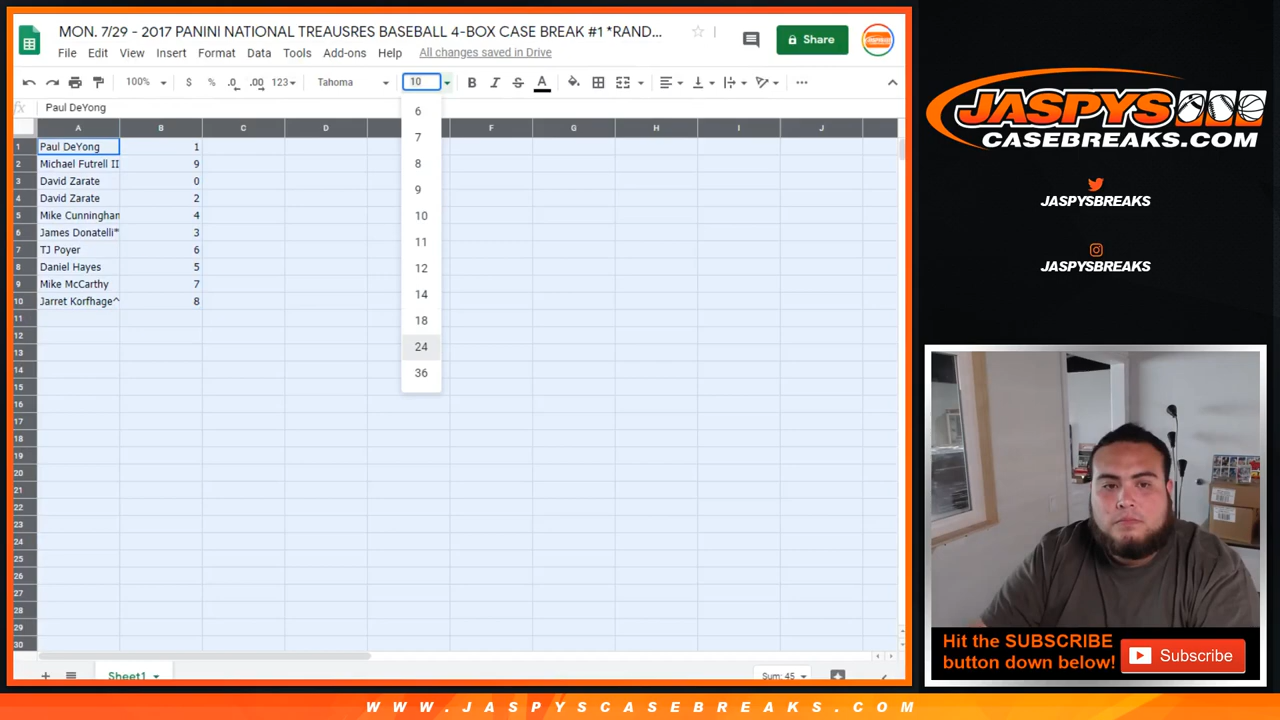 MON. 7/29 - 2017 PANINI NATIONAL TREAUSRES BASEBALL 4-BOX CASE BREAK #1 *RAND...
File Edit View Insert Format Data Tools Add-ons Help All changes saved in Drive
Share
100% $ % .0 .00 123 Tahoma 10
fx Paul DeYong
A B C D F G H I J
1 Paul DeYong 1
2 Michael Futrell II 9
3 David Zarate 0
4 David Zarate 2
5 Mike Cunninghan 4
6 James Donatelli* 3
7 TJ Poyer 6
8 Daniel Hayes 5
9 Mike McCarthy 7
10 Jarret Korfhage^ 8
11
12
13
14
15
16
17
18
19
20
21
22
23
24
25
26
27
28
29
30
6
7
8
9
10
11
12
14
18
24
36
Sheet1
Sum: 45
JASPYS
CASEBREAKS.COM
JASPYSBREAKS
JASPYSBREAKS
Hit the SUBSCRIBE
button down below!
Subscribe
WWW.JASPYSCASEBREAKS.COM